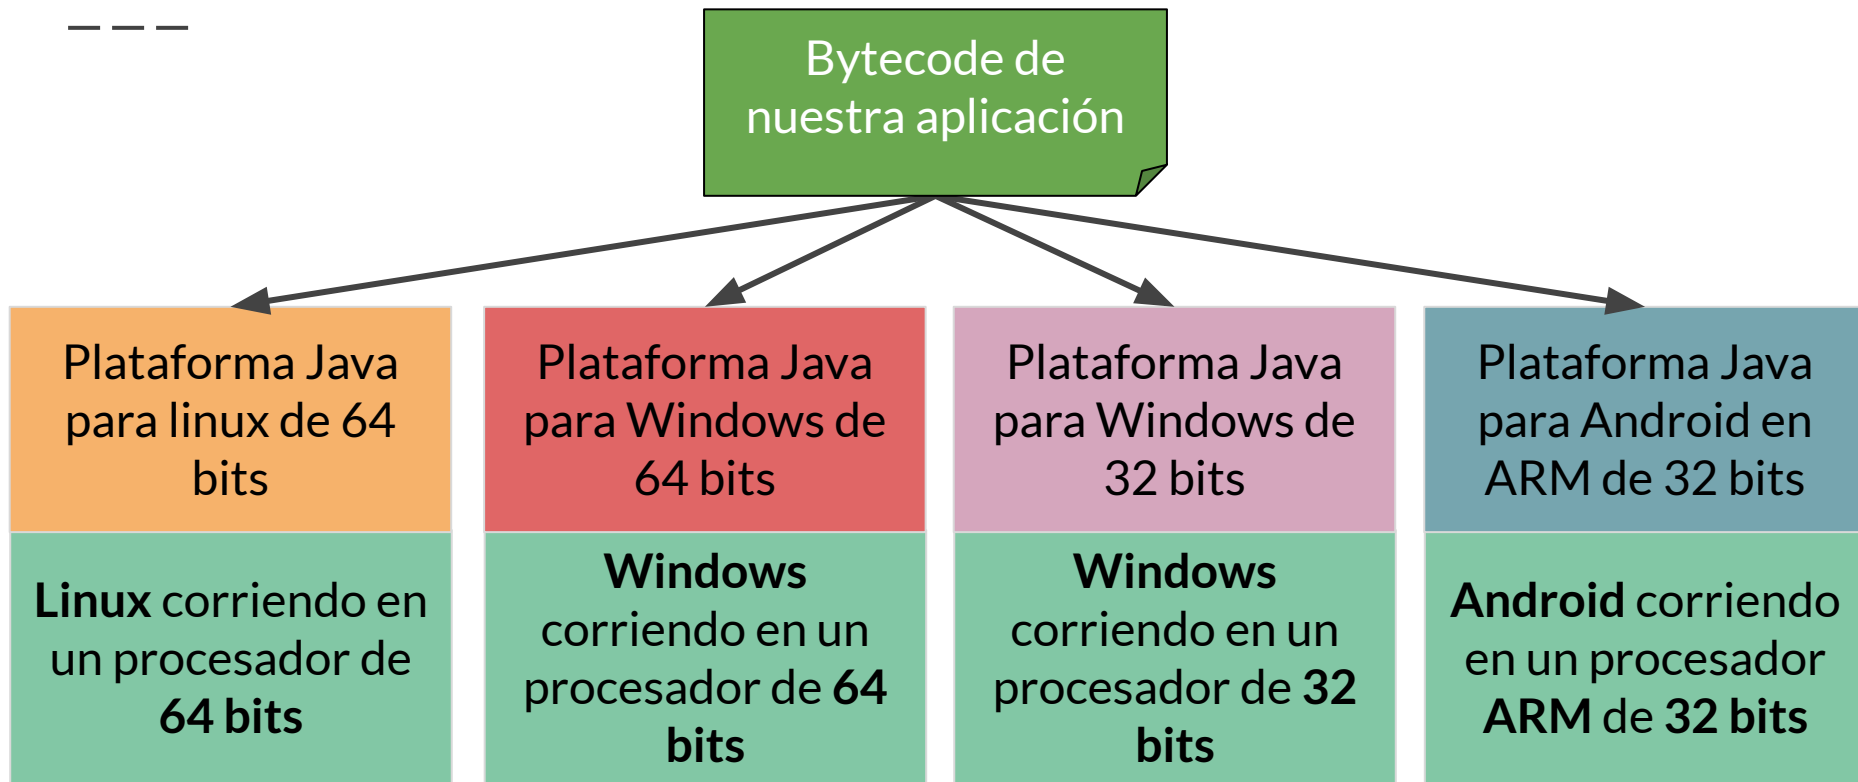 Bytecode de
nuestra aplicación
Plataforma Java
para linux de 64
bits
Plataforma Java
para Windows de
64 bits
Plataforma Java
para Windows de
32 bits
Plataforma Java
para Android en
ARM de 32 bits
Linux corriendo en
un procesador de
64 bits
Windows
corriendo en un
procesador de 64
bits
Windows
corriendo en un
procesador de 32
bits
Android corriendo
en un procesador
ARM de 32 bits